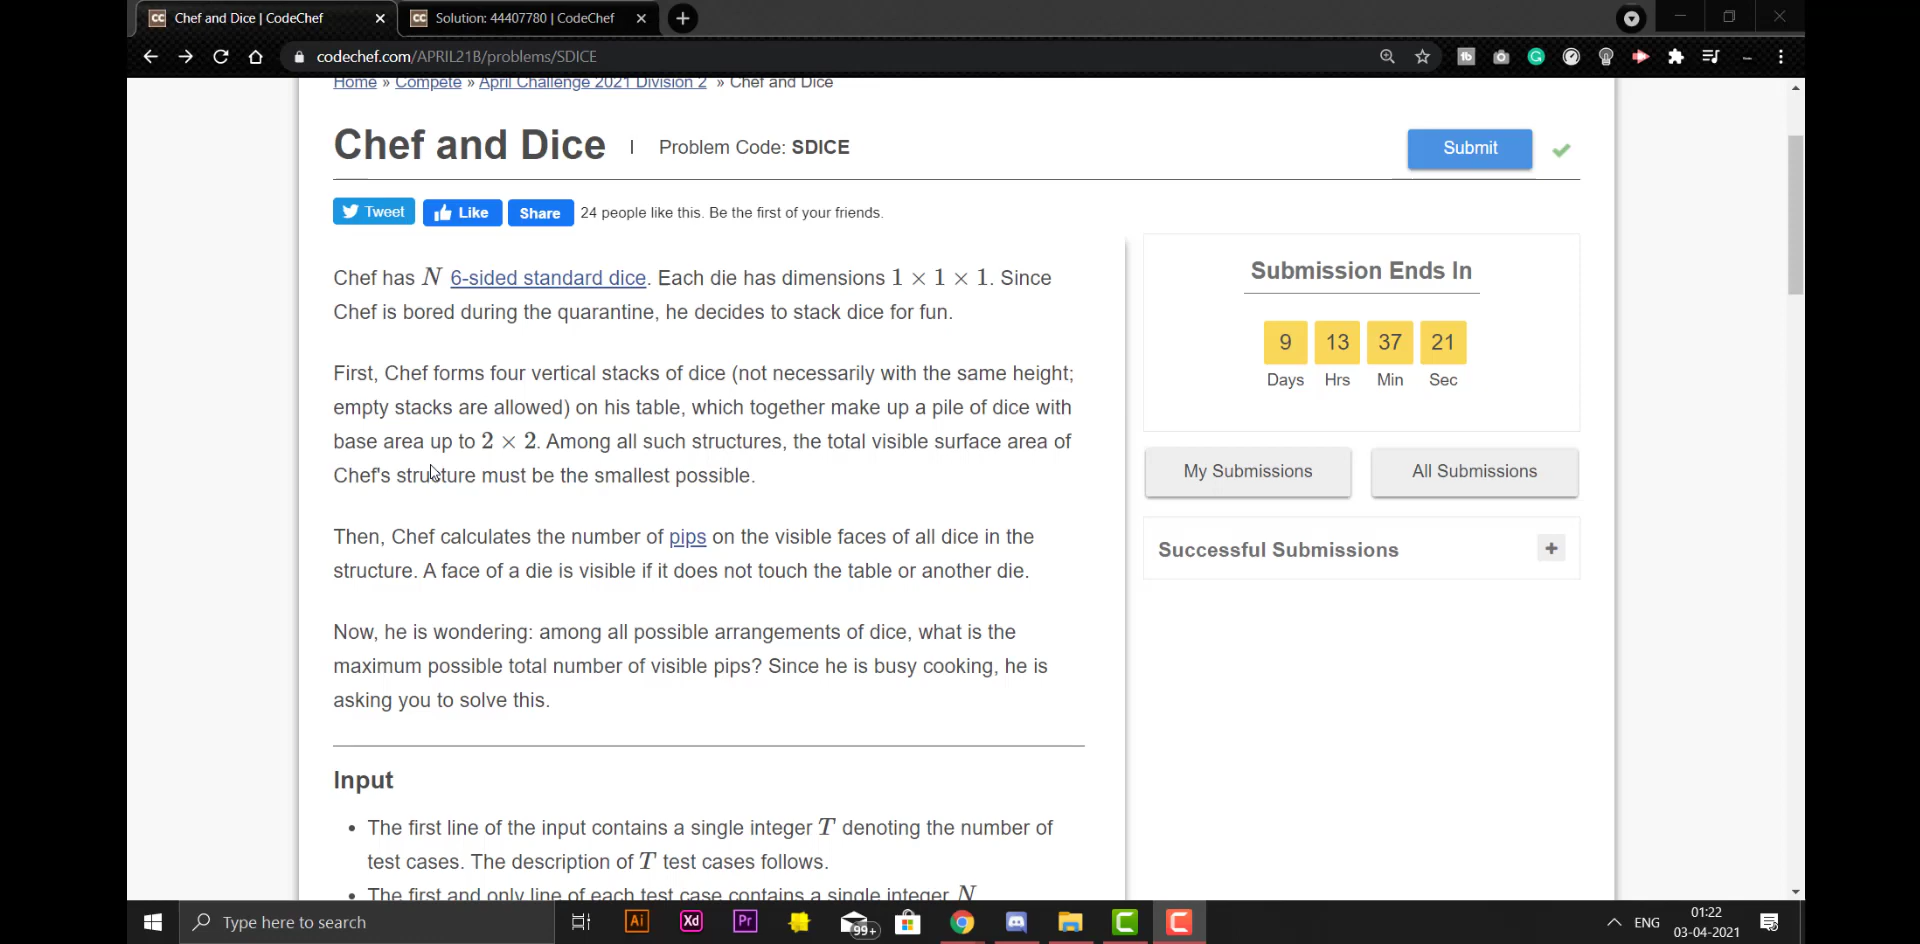 Chef and Dice | CodeChef
Solution: 44407780 | CodeChef
codechef.com/APRIL21B/problems/SDICE
Home » Compete » April Challenge 2021 Division 2 » Chef and Dice
Chef and Dice | Problem Code: SDICE
Submit
Tweet Like Share 24 people like this. Be the first of your friends.
Chef has N 6-sided standard dice. Each die has dimensions 1 × 1 × 1. Since
Chef is bored during the quarantine, he decides to stack dice for fun.
First, Chef forms four vertical stacks of dice (not necessarily with the same height;
empty stacks are allowed) on his table, which together make up a pile of dice with
base area up to 2 × 2. Among all such structures, the total visible surface area of
Chef's structure must be the smallest possible.
Then, Chef calculates the number of pips on the visible faces of all dice in the
structure. A face of a die is visible if it does not touch the table or another die.
Now, he is wondering: among all possible arrangements of dice, what is the
maximum possible total number of visible pips? Since he is busy cooking, he is
asking you to solve this.
Input
• The first line of the input contains a single integer T denoting the number of
test cases. The description of T test cases follows.
• The first and only line of each test case contains a single integer N
Submission Ends In
9 13 37 21
Days Hrs Min Sec
My Submissions All Submissions
Successful Submissions +
Type here to search
Ai Xd Pr 99+
ENG
01:22
03-04-2021